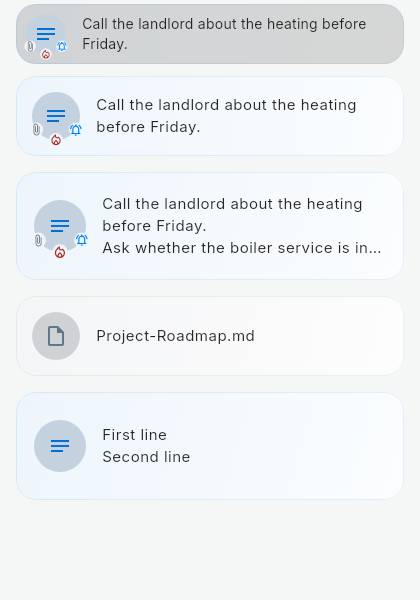 Call the landlord about the heating before
Friday.
Call the landlord about the heating
before Friday.
Call the landlord about the heating
before Friday.
Ask whether the boiler service is in...
Project-Roadmap.md
First line
Second line